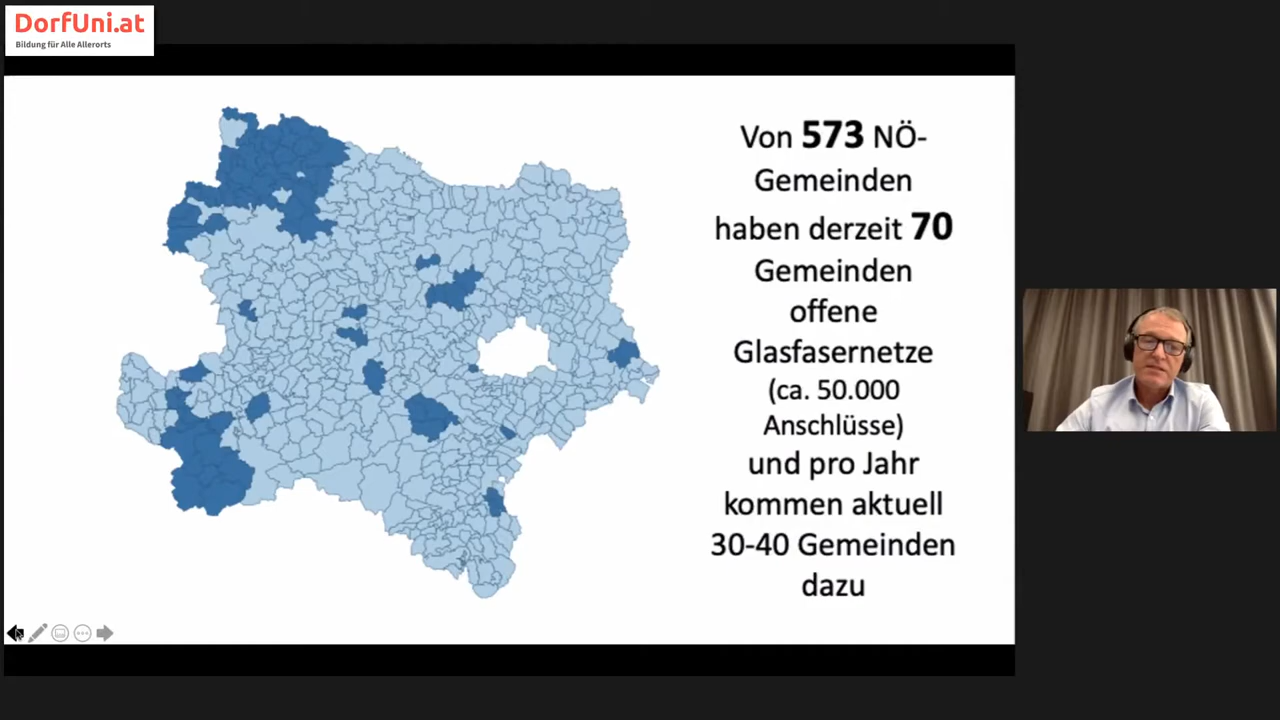 DorfUni.at
Bildung für Alle Allerorts
Von 573 NÖ-
Gemeinden
haben derzeit 70
Gemeinden
offene
Glasfasernetze
(ca. 50.000
Anschlüsse)
und pro Jahr
kommen aktuell
30-40 Gemeinden
dazu